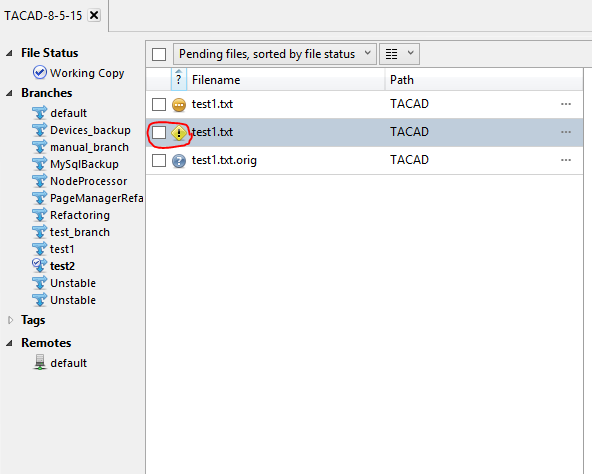 TACAD-8-5-15
File Status
Working Copy
Branches
default
Devices_backup
manual_branch
MySqlBackup
NodeProcessor
PageManagerRefa
Refactoring
test_branch
test1
test2
Unstable
Unstable
Tags
Remotes
default
Pending files, sorted by file status
? Filename Path
test1.txt TACAD ...
test1.txt TACAD ...
test1.txt.orig TACAD ...